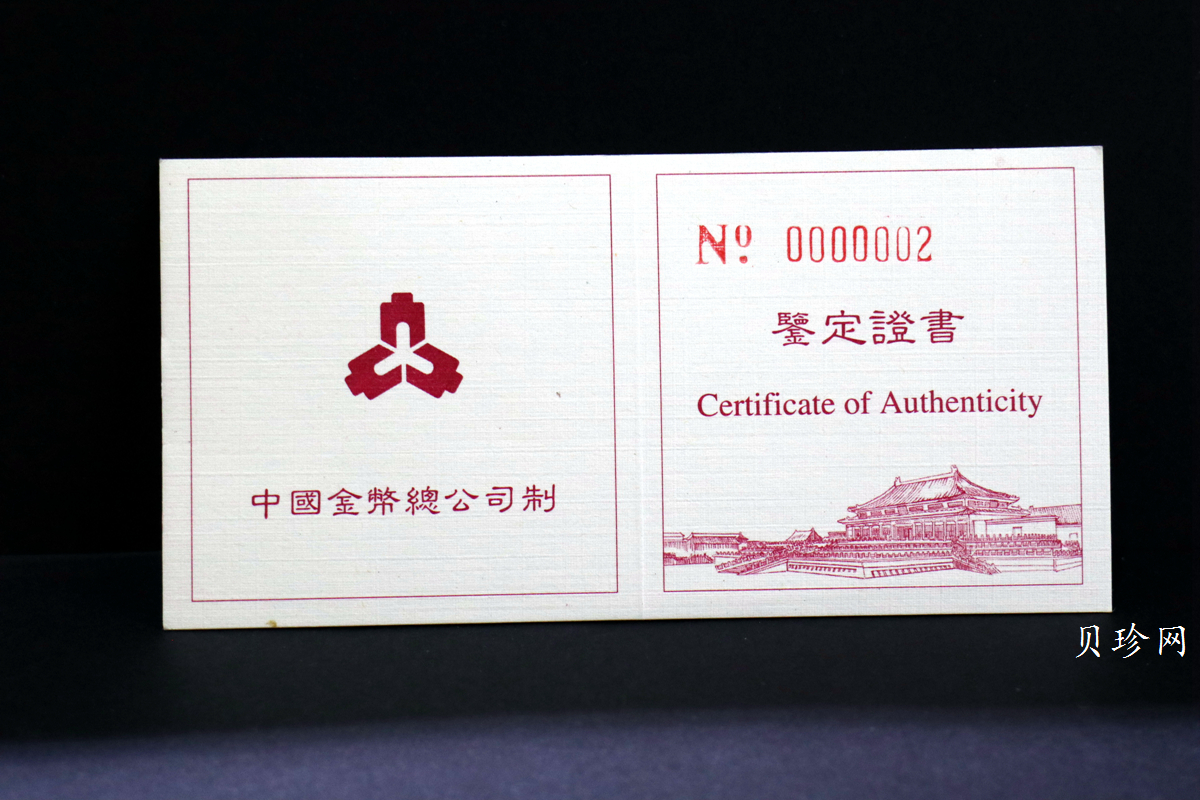 中國金幣總公司制
Nº 0000002
鑒定證書
Certificate of Authenticity
贝珍网